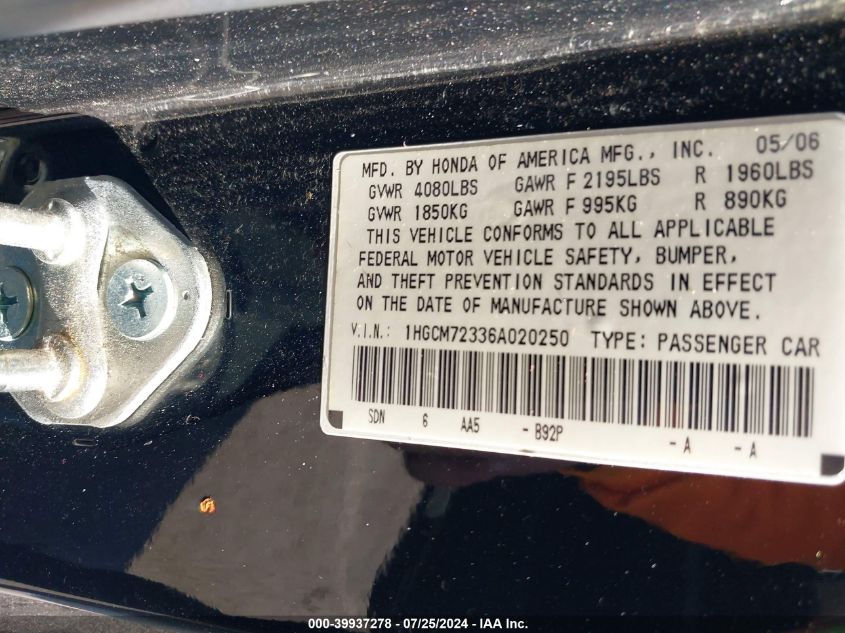 MFD. BY HONDA OF AMERICA MFG., INC. 05/06
GVWR 4080LBS GAWR F 2195LBS R 1960LBS
GVWR 1850KG GAWR F 995KG R 890KG
THIS VEHICLE CONFORMS TO ALL APPLICABLE
FEDERAL MOTOR VEHICLE SAFETY, BUMPER,
AND THEFT PREVENTION STANDARDS IN EFFECT
ON THE DATE OF MANUFACTURE SHOWN ABOVE.
V.I.N.: 1HGCM72336A020250 TYPE: PASSENGER CAR
SDN 6 AA5 - B92P - A - A
000-39937278 - 07/25/2024 - IAA Inc.